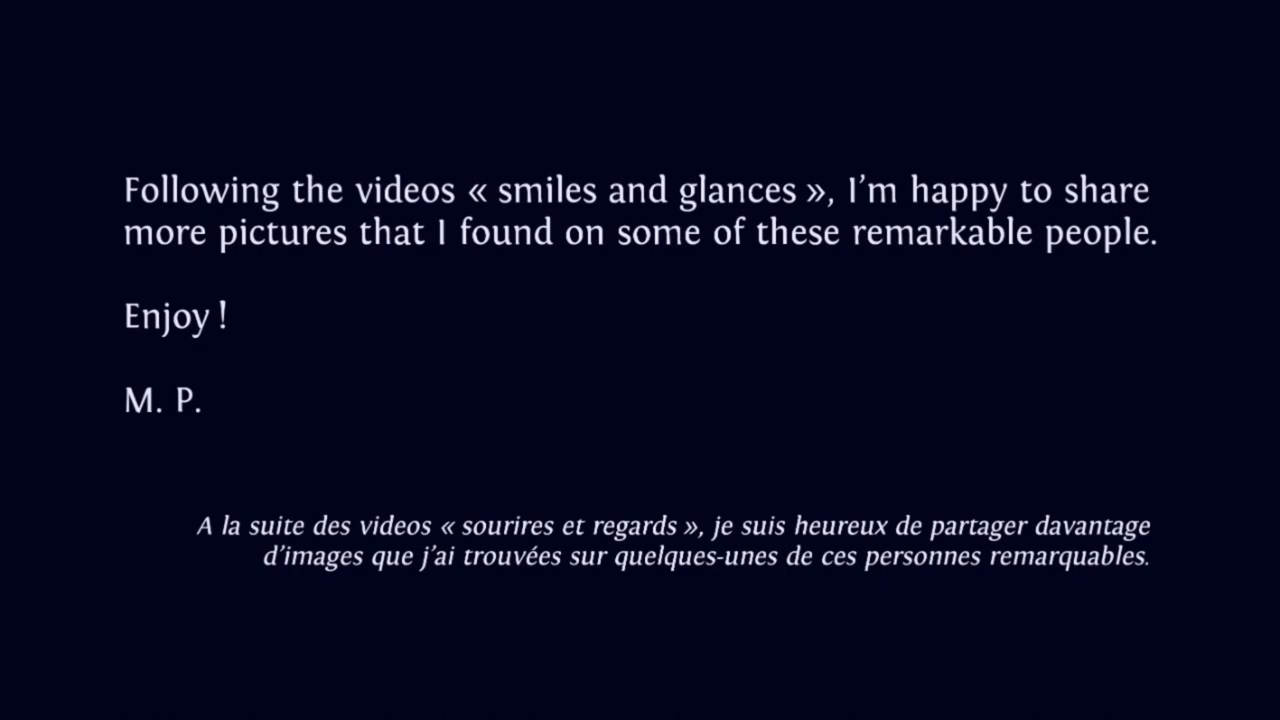 Following the videos « smiles and glances », I’m happy to share
more pictures that I found on some of these remarkable people.
Enjoy !
M. P.
A la suite des videos « sourires et regards », je suis heureux de partager davantage
d’images que j’ai trouvées sur quelques-unes de ces personnes remarquables.